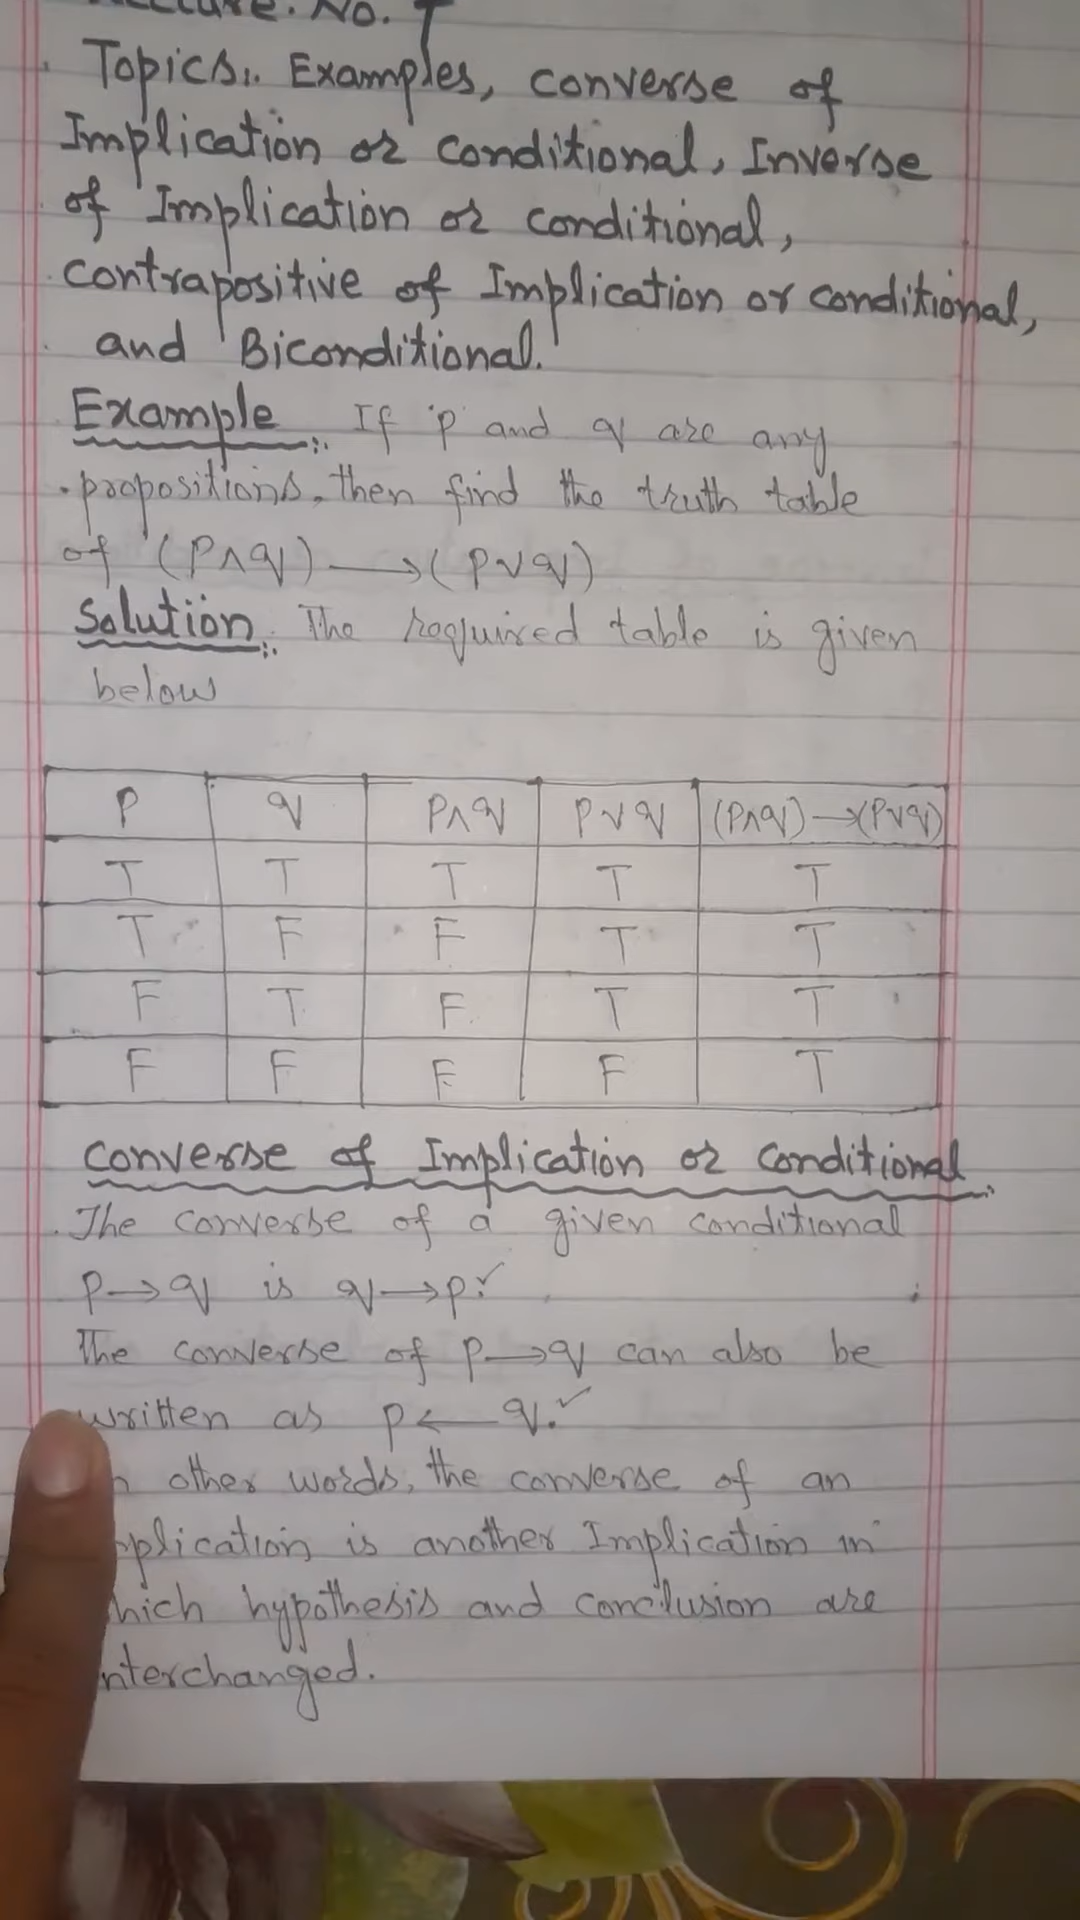 Lecture. No. 7
Topics:. Examples, converse of
Implication or conditional, Inverse
of Implication or conditional,
contrapositive of Implication or conditional,
and Biconditional.
Example:. If p and q are any
propositions, then find the truth table
of (p∧q) → (p∨q)
Solution:. The required table is given
below
P q P∧q P∨q (P∧q)→(P∨q)
T T T T T
T F F T T
F T F T T
F F F F T
Converse of Implication or Conditional:
The converse of a given conditional
p→q is q→p.✓
The converse of p→q can also be
written as p← q.✓
other words, the converse of an
plication is another Implication in
hich hypothesis and conclusion are
nterchanged.